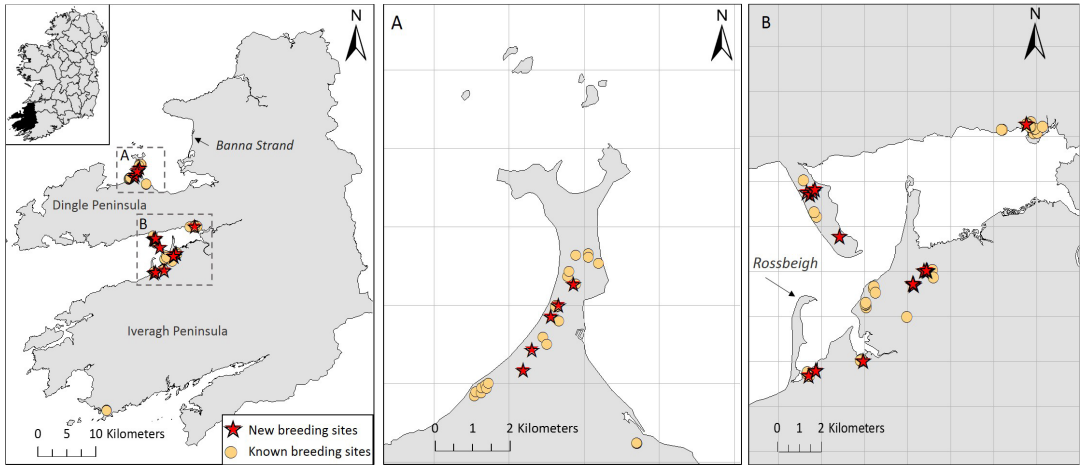 N
Banna Strand
A
Dingle Peninsula
B
Iveragh Peninsula
0 5 10 Kilometers
New breeding sites
Known breeding sites
A
N
0 1 2 Kilometers
B
N
Rossbeigh
0 1 2 Kilometers